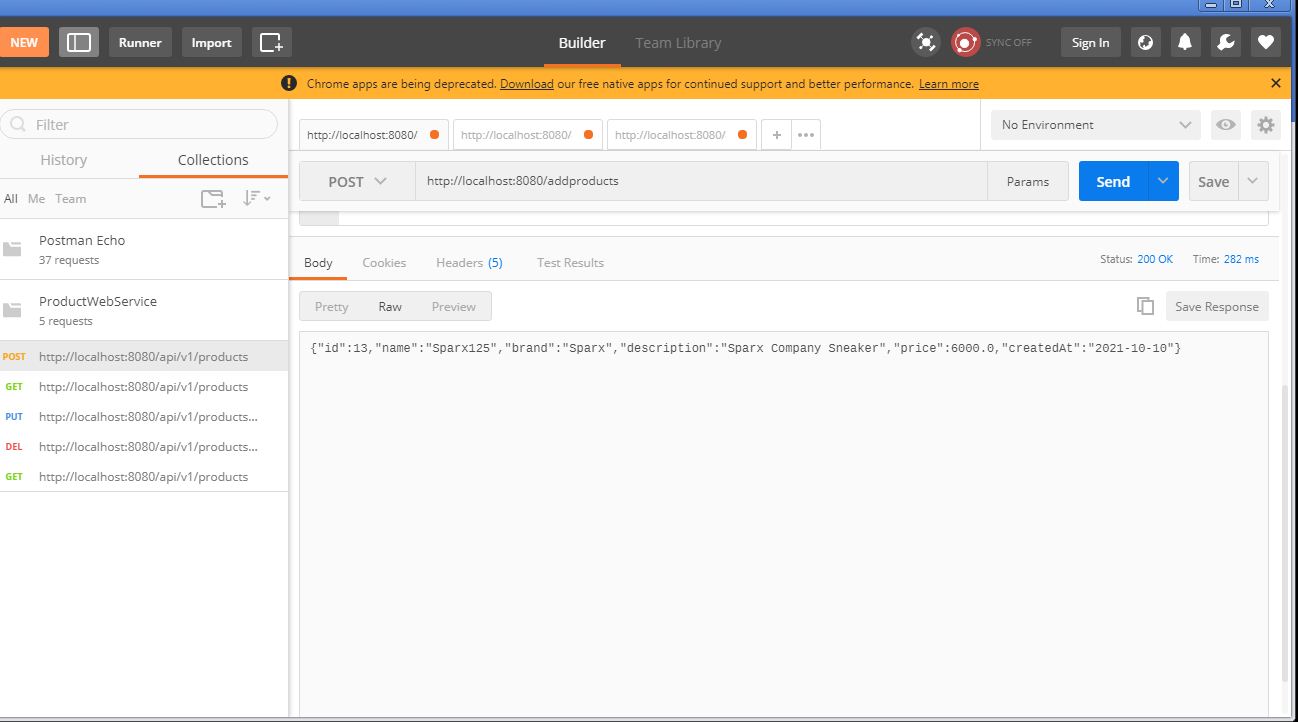 NEW Runner Import Builder Team Library SYNC OFF Sign In
Chrome apps are being deprecated. Download our free native apps for continued support and better performance. Learn more
Filter
History Collections
All Me Team
Postman Echo
37 requests
ProductWebService
5 requests
POST http://localhost:8080/api/v1/products
GET http://localhost:8080/api/v1/products
PUT http://localhost:8080/api/v1/products...
DEL http://localhost:8080/api/v1/products...
GET http://localhost:8080/api/v1/products
http://localhost:8080/ http://localhost:8080/ http://localhost:8080/ + ••• No Environment
POST http://localhost:8080/addproducts Params Send Save
Body Cookies Headers (5) Test Results Status: 200 OK Time: 282 ms
Pretty Raw Preview Save Response
{"id":13,"name":"Sparx125","brand":"Sparx","description":"Sparx Company Sneaker","price":6000.0,"createdAt":"2021-10-10"}